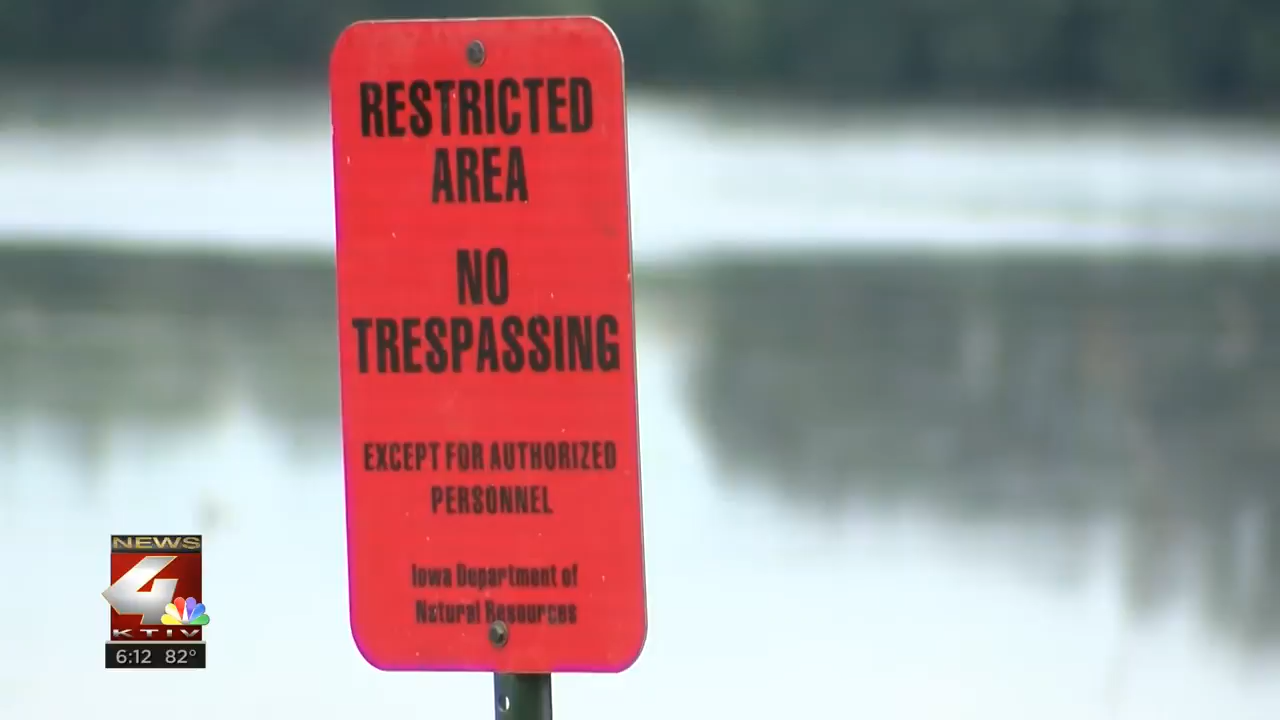 RESTRICTED
AREA
NO
TRESPASSING
EXCEPT FOR AUTHORIZED
PERSONNEL
Iowa Department of
Natural Resources
NEWS
4
KTIV
6:12 82°